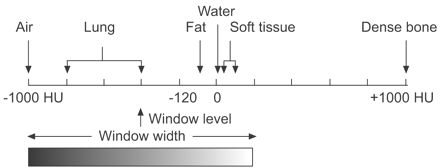 Water
Air Lung Fat Soft tissue Dense bone
-1000 HU -120 0 +1000 HU
Window level
Window width